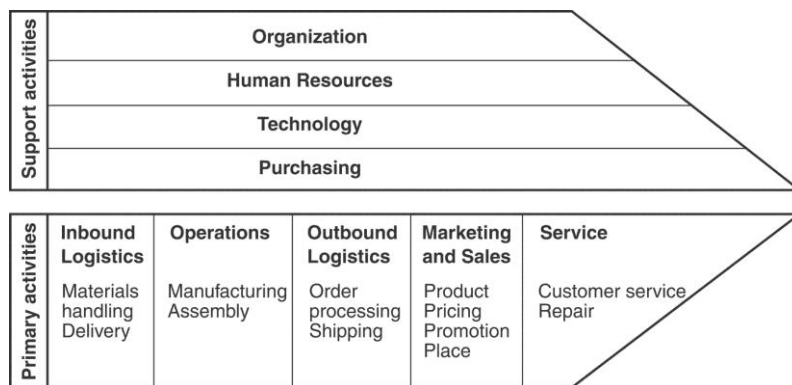 Support activities
Organization
Human Resources
Technology
Purchasing
Primary activities
Inbound
Logistics
Materials
handling
Delivery
Operations
Manufacturing
Assembly
Outbound
Logistics
Order
processing
Shipping
Marketing
and Sales
Product
Pricing
Promotion
Place
Service
Customer service
Repair